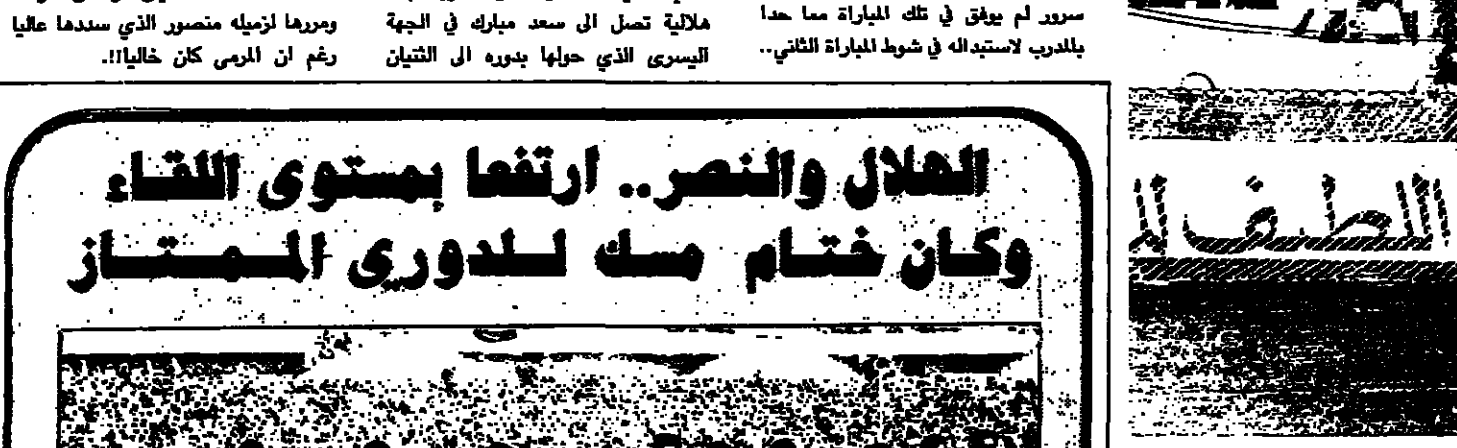 سرور لم يوفق في تلك المباراة مما حدا
بالمدرب لاستبداله في شوط المباراة الثاني..
هلالية تصل الى سعد مبارك في الجهة
اليسرى الذي حولها بدوره الى الثنيان
ومررها لزميله منصور الذي سددها عاليا
رغم ان المرمى كان خاليا!!.
الهلال والنصر.. ارتفعا بمستوى اللقاء
وكان ختام مسك للدوري الممتاز